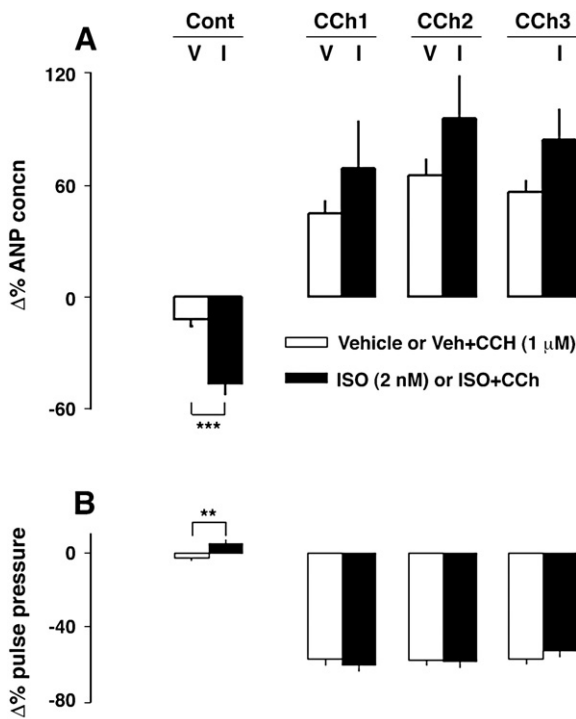 Cont CCh1 CCh2 CCh3
A V I V I V I I
120
60
0
-60
Δ% ANP concn
Vehicle or Veh+CCH (1 μM)
ISO (2 nM) or ISO+CCh
***
B
**
0
-40
-80
Δ% pulse pressure